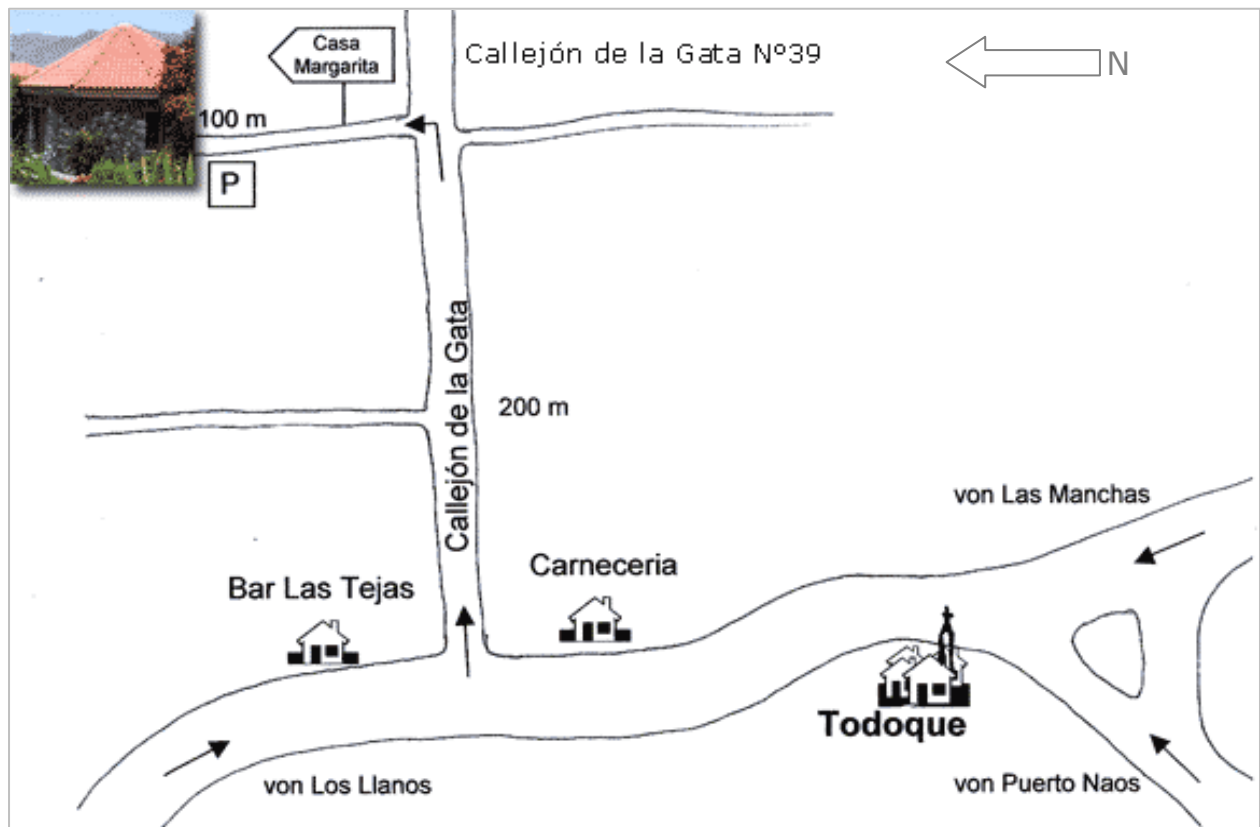 Casa
Margarita
Callejón de la Gata Nº39
N
100 m
P
Callejón de la Gata
200 m
von Las Manchas
Carneceria
Bar Las Tejas
Todoque
von Los Llanos
von Puerto Naos